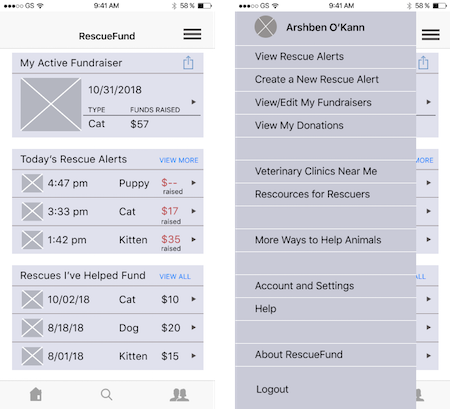 ●●●○○ GS 9:41 AM 58 %
RescueFund
My Active Fundraiser
10/31/2018
TYPE FUNDS RAISED
Cat $57
Today's Rescue Alerts VIEW MORE
4:47 pm Puppy $-- raised
3:33 pm Cat $17 raised
1:42 pm Kitten $35 raised
Rescues I've Helped Fund VIEW ALL
10/02/18 Cat $10
8/18/18 Dog $20
8/01/18 Kitten $15
●●●○○ GS 9:41 AM 58 %
Arshben O'Kann
View Rescue Alerts
Create a New Rescue Alert
View/Edit My Fundraisers
View My Donations
Veterinary Clinics Near Me
Rescources for Rescuers
More Ways to Help Animals
Account and Settings
Help
About RescueFund
Logout
MORE
ALL